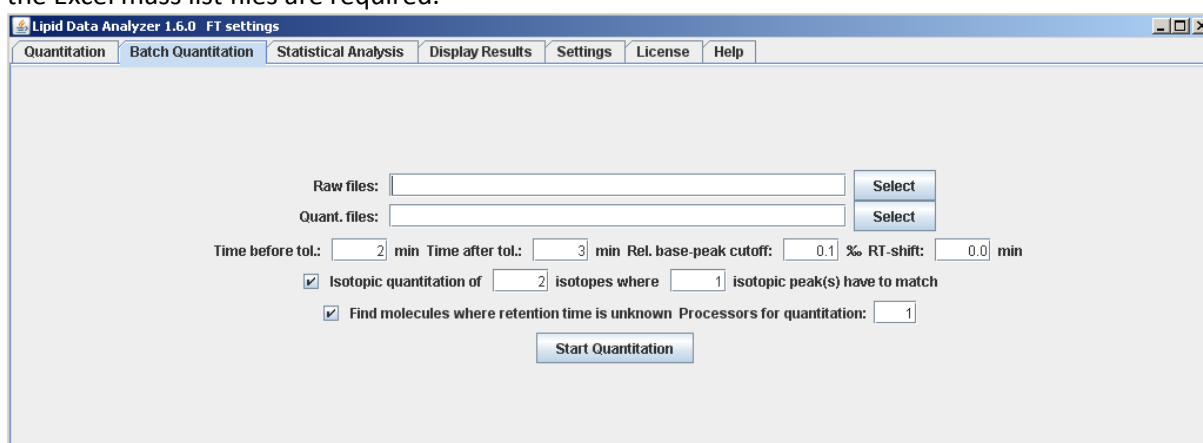 the Excel mass list files are required.
Lipid Data Analyzer 1.6.0 FT settings
Quantitation Batch Quantitation Statistical Analysis Display Results Settings License Help
Raw files: Select
Quant. files: Select
Time before tol.: 2 min Time after tol.: 3 min Rel. base-peak cutoff: 0.1 ‰ RT-shift: 0.0 min
Isotopic quantitation of 2 isotopes where 1 isotopic peak(s) have to match
Find molecules where retention time is unknown Processors for quantitation: 1
Start Quantitation